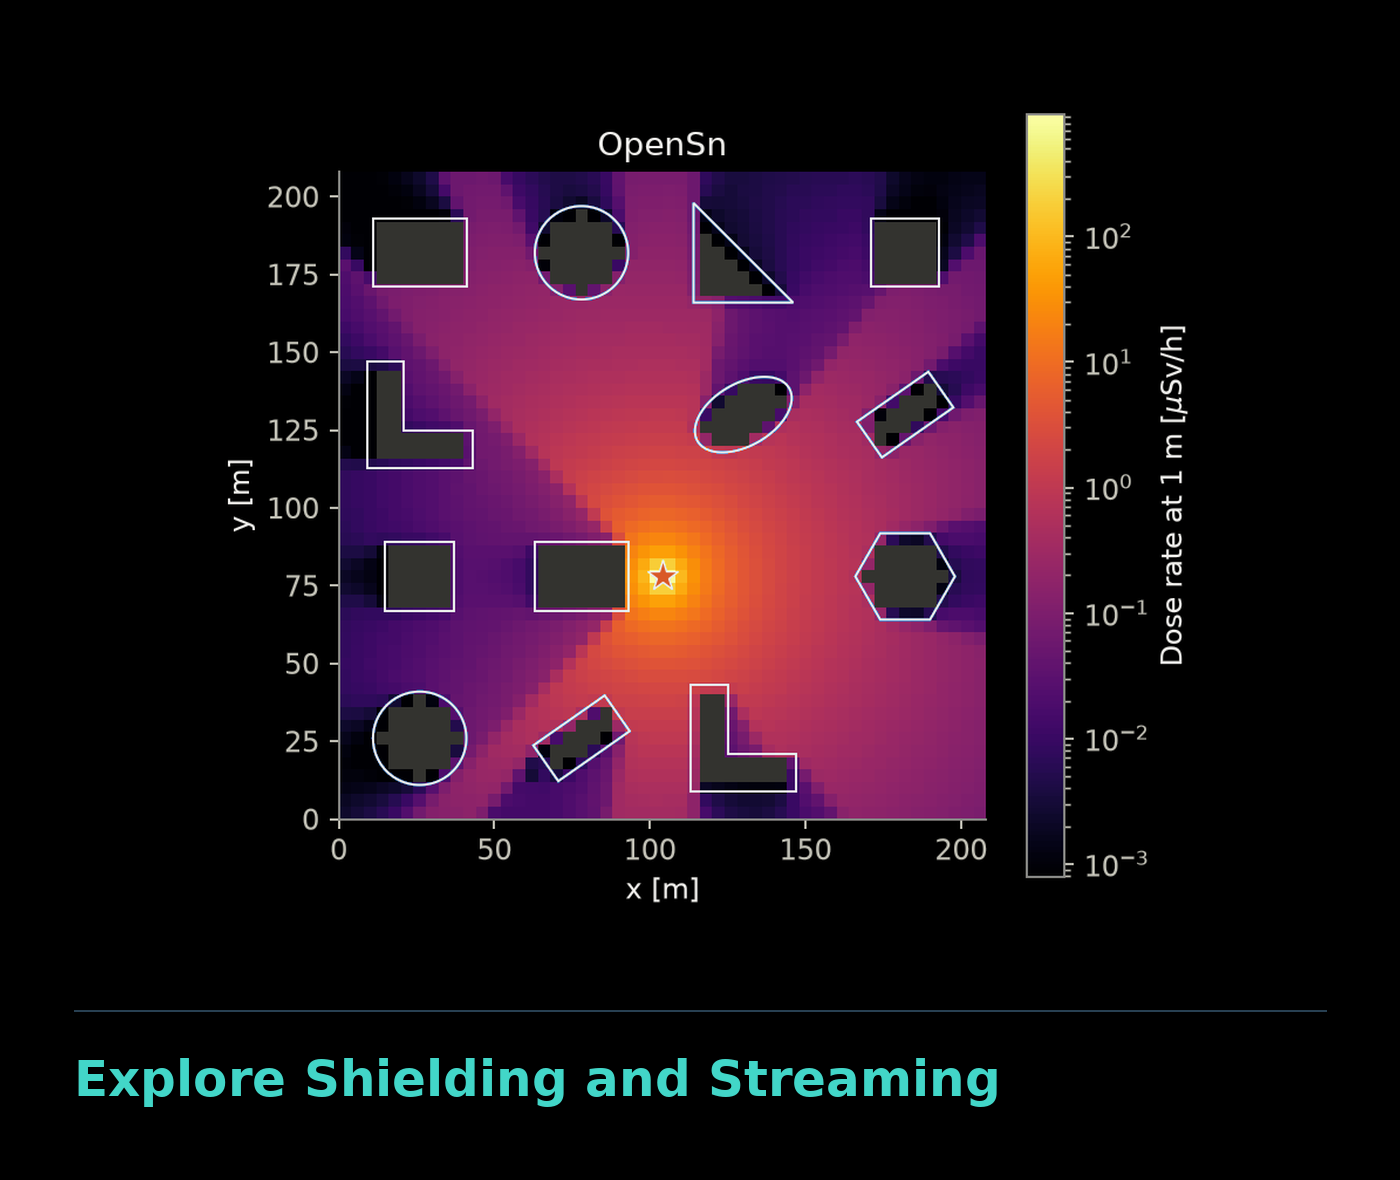 OpenSn
200
175
150
125
100
75
50
25
0
y [m]
0 50 100 150 200
x [m]
10²
10¹
10⁰
10⁻¹
10⁻²
10⁻³
Dose rate at 1 m [μSv/h]
Explore Shielding and Streaming